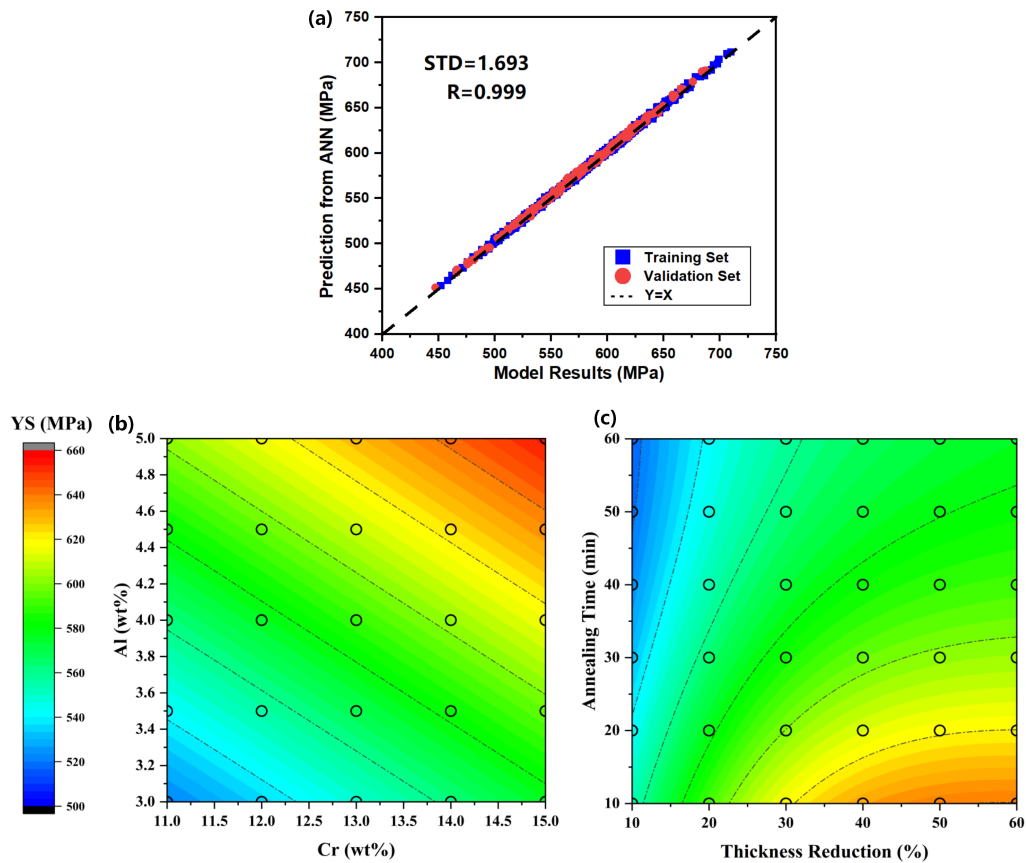 (a)
750
700
650
600
550
500
450
400
Prediction from ANN (MPa)
STD=1.693
R=0.999
Training Set
Validation Set
Y=X
400 450 500 550 600 650 700 750
Model Results (MPa)
YS (MPa)
660
640
620
600
580
560
540
520
500
(b)
5.0
4.8
4.6
4.4
4.2
4.0
3.8
3.6
3.4
3.2
3.0
Al (wt%)
11.0 11.5 12.0 12.5 13.0 13.5 14.0 14.5 15.0
Cr (wt%)
(c)
60
50
40
30
20
10
Annealing Time (min)
10 20 30 40 50 60
Thickness Reduction (%)